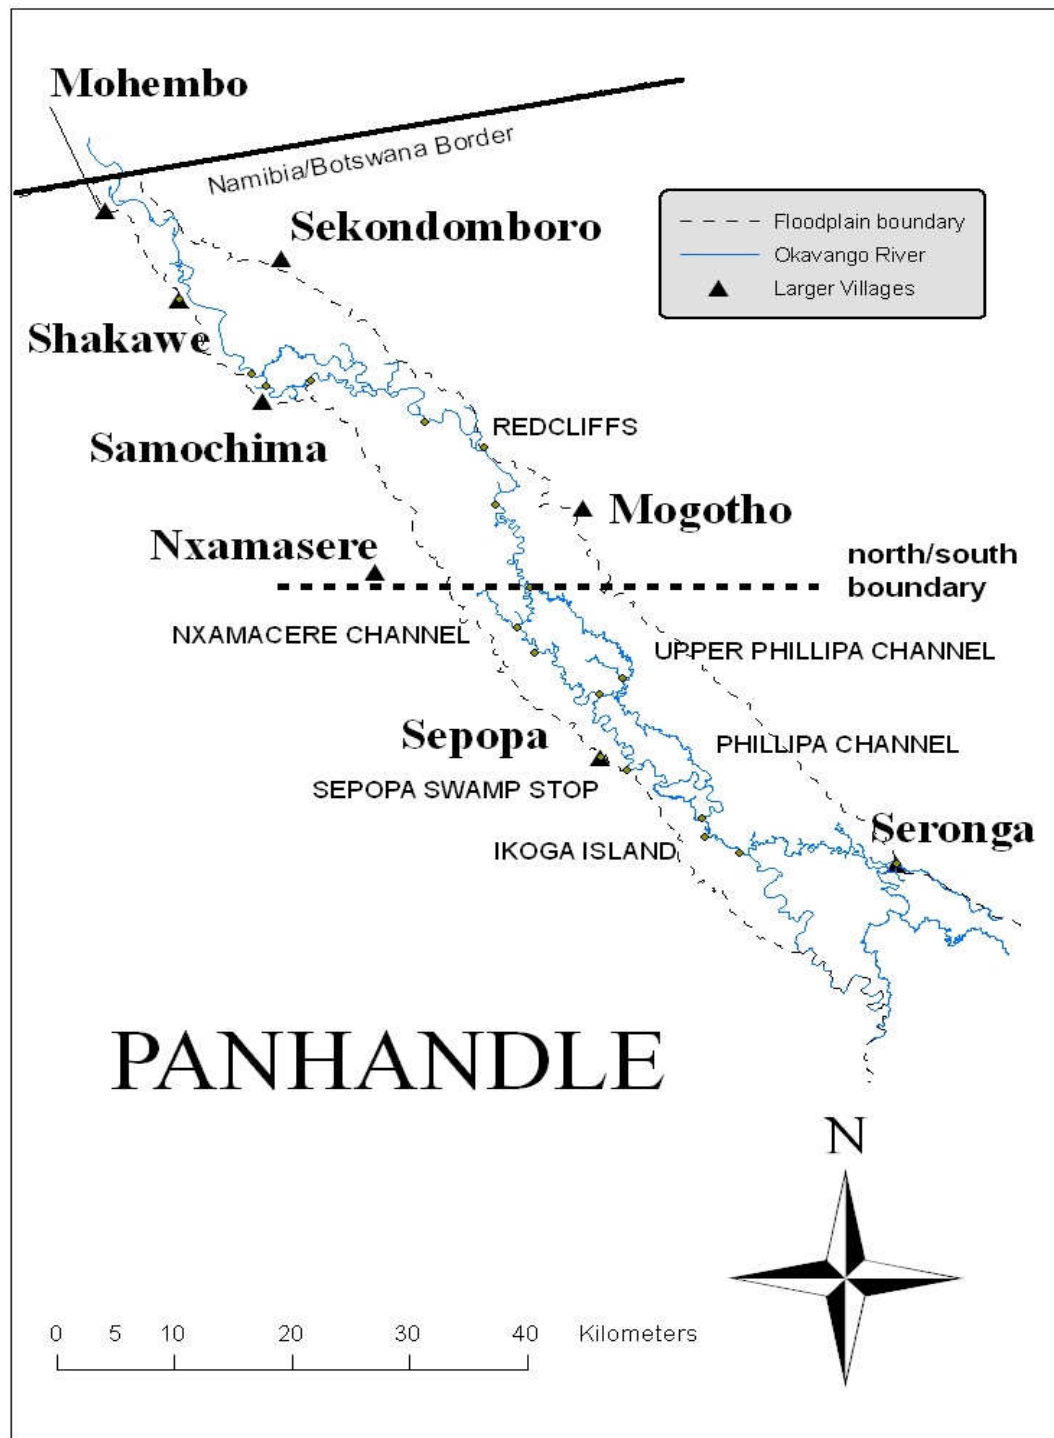 Mohembo
Namibia/Botswana Border
Sekondomboro
Floodplain boundary
Okavango River
Larger Villages
Shakawe
Samochima
REDCLIFFS
Mogotho
Nxamasere
north/south
boundary
NXAMACERE CHANNEL
UPPER PHILLIPA CHANNEL
Sepopa
PHILLIPA CHANNEL
SEPOPA SWAMP STOP
Seronga
IKOGA ISLAND
PANHANDLE
N
0 5 10 20 30 40 Kilometers